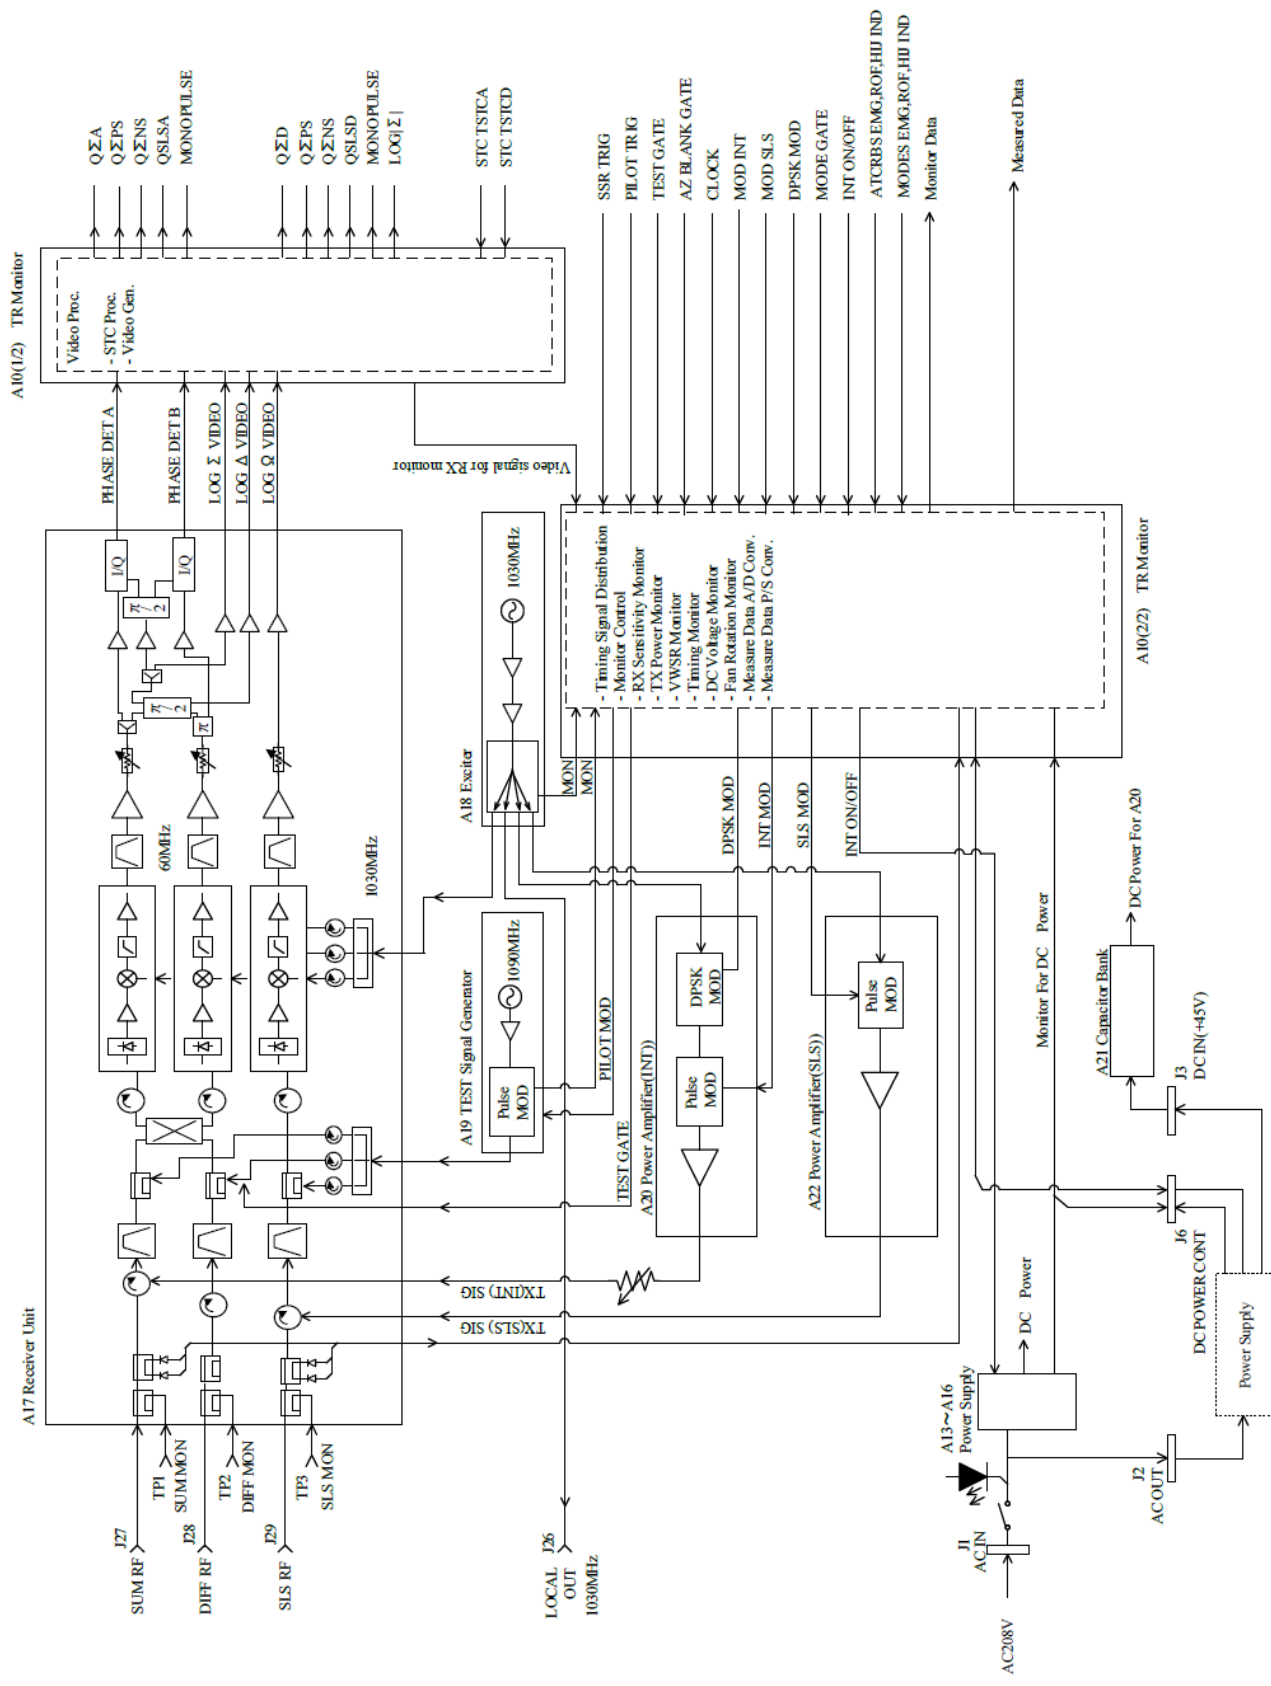 A17 Receiver Unit
SUM RF
J27
TP1
SUM MON
DIFF RF
J28
TP2
DIFF MON
SLS RF
J29
TP3
SLS MON
LOCAL
OUT
1030MHz
J26
60MHz
1030MHz
π/2
π
π/2
I/Q
I/Q
PHASE DET A
PHASE DET B
LOG Σ VIDEO
LOG Δ VIDEO
LOG Ω VIDEO
A10(1/2) TR Monitor
Video Proc.
- STC Proc.
- Video Gen.
QΣA
QΣPS
QΣNS
QSLSA
MONOPULSE
QΣD
QΣPS
QΣNS
QSLSD
MONOPULSE
LOG|Σ|
STC TSTCA
STC TSTCD
Video signal for RX monitor
A18 Exciter
1030MHz
MON
MON
A19 TEST Signal Generator
1090MHz
Pulse
MOD
PILOT MOD
TEST GATE
A20 Power Amplifier(INT))
DPSK
MOD
Pulse
MOD
TX(INT) SIG
A22 Power Amplifier(SLS))
Pulse
MOD
TX(SLS) SIG
DPSK MOD
INT MOD
SLS MOD
INT ON/OFF
- Timing Signal Distribution
- Monitor Control
- RX Sensitivity Monitor
- TX Power Monitor
- VWSR Monitor
- Timing Monitor
- DC Voltage Monitor
- Fan Rotation Monitor
- Measure Data A/D Conv.
- Measure Data P/S Conv.
A10(2/2) TR Monitor
SSR TRIG
PILOT TRIG
TEST GATE
AZ BLANK GATE
CLOCK
MOD INT
MOD SLS
DPSK MOD
MODE GATE
INT ON/OFF
ATCRBS EMG,ROF,HIJ IND
MODES EMG,ROF,HIJ IND
Monitor Data
Measured Data
AC208V
J1
AC IN
A13~A16
Power Supply
DC Power
Monitor For DC Power
J2
AC OUT
Power Supply
DC POWER CONT
J6
J3
DC IN(+45V)
A21 Capacitor Bank
DC Power For A20